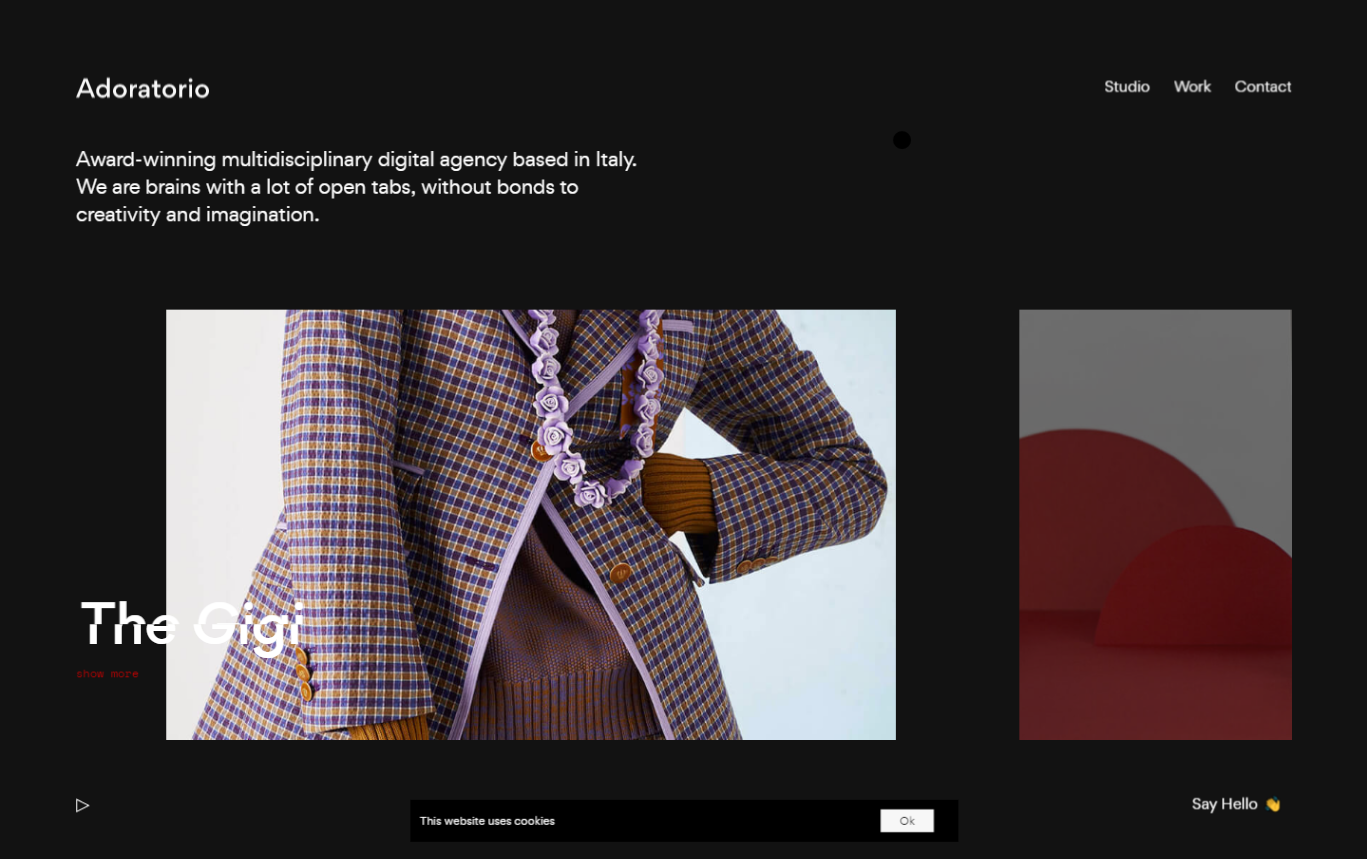 Adoratorio
Studio Work Contact
Award-winning multidisciplinary digital agency based in Italy.
We are brains with a lot of open tabs, without bonds to
creativity and imagination.
The Gigi
show more
Say Hello 👋
This website uses cookies
Ok